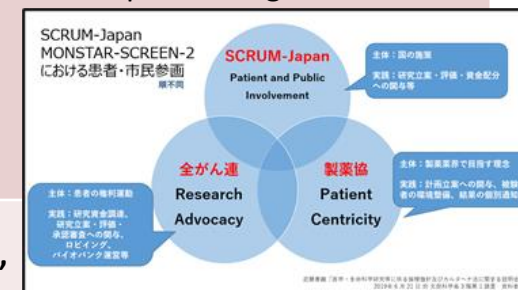 SCRUM-Japan
MONSTAR-SCREEN-2
における患者・市民参画
順不同
SCRUM-Japan
Patient and Public
Involvement
主体：国の施策
実践：研究立案・評価・資金配分
への関与等
全がん連
Research
Advocacy
製薬協
Patient
Centricity
主体：製薬業界で目指す理念
実践：計画立案への関与、被験
者の環境整備、結果の個別通知
主体：患者の権利運動
実践：研究資金調達、
研究立案・評価・
承認審査への関与、
ロビイング、
バイオバンク運営等